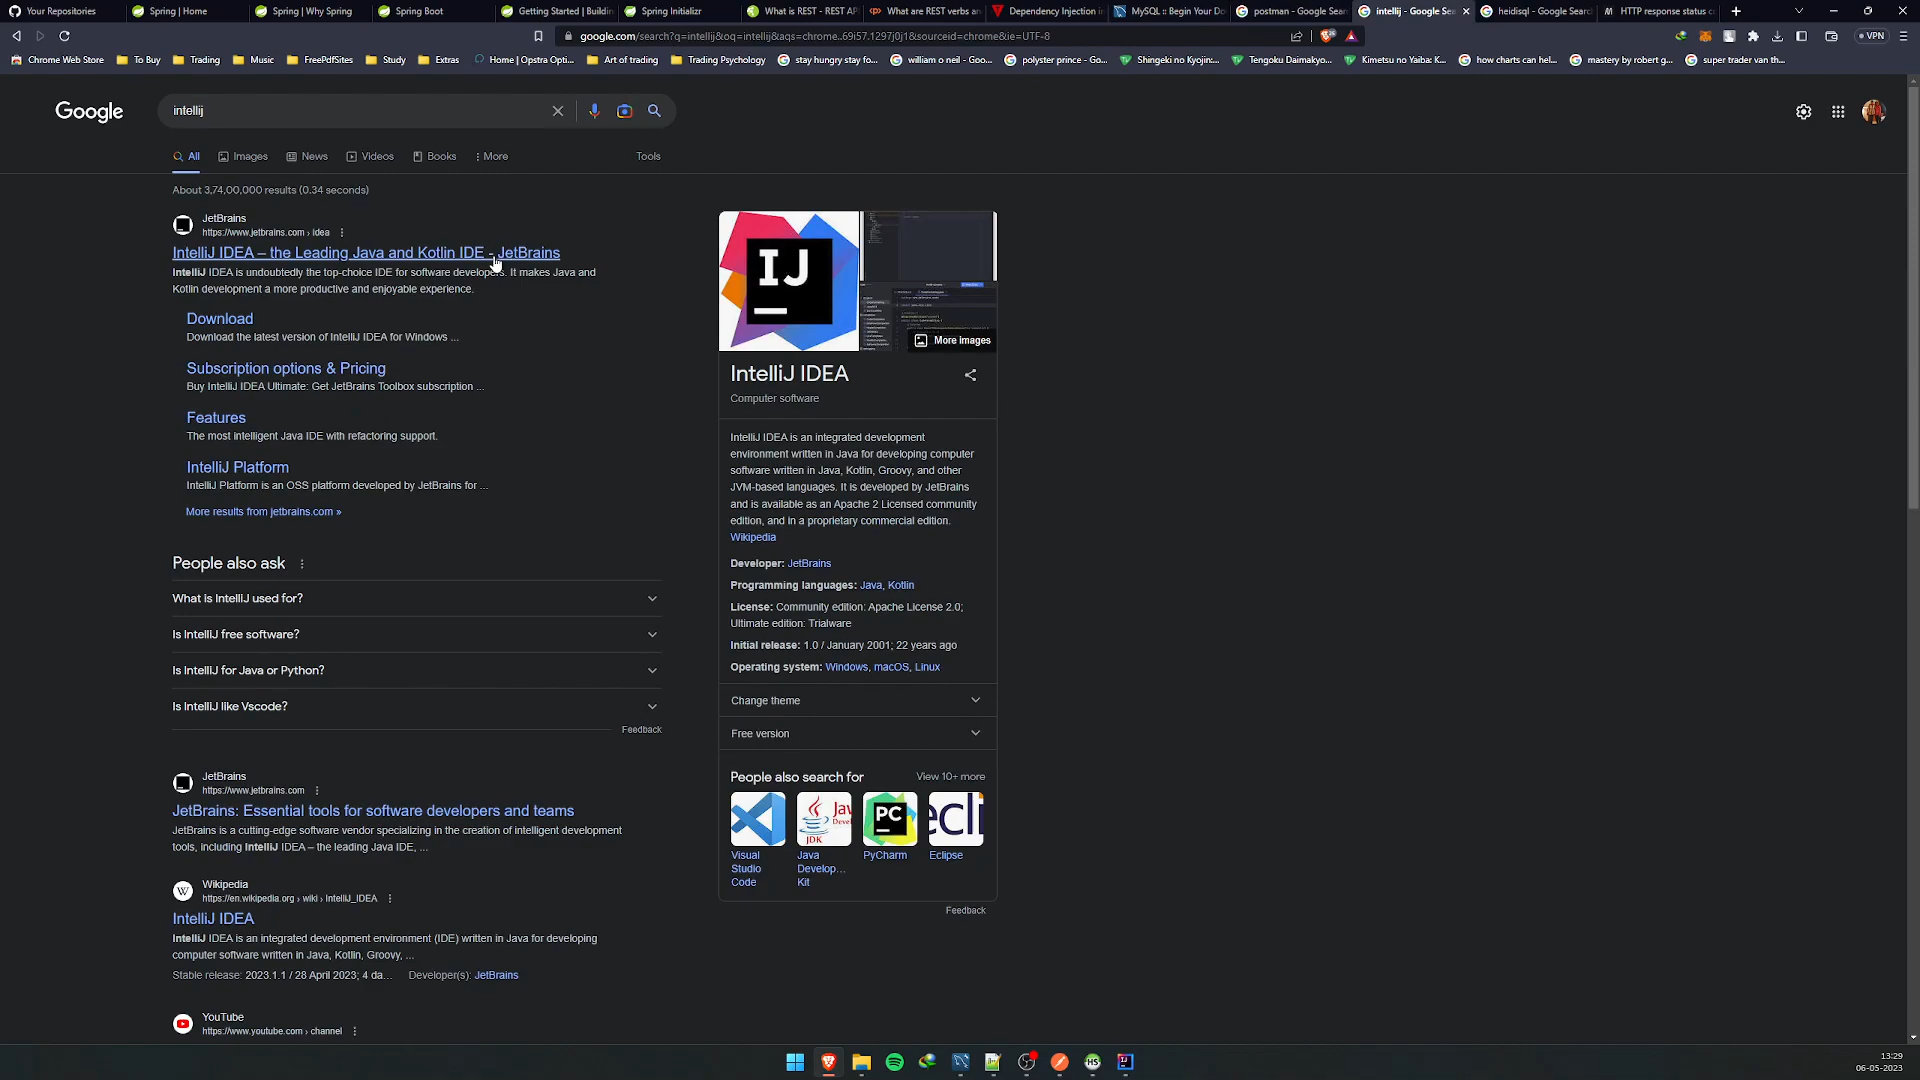 Your Repositories
Spring | Home
Spring | Why Spring
Spring Boot
Getting Started | Buildin
Spring Initializr
What is REST - REST API
What are REST verbs an
Dependency Injection i
MySQL :: Begin Your Do
postman - Google Sear
intellij - Google Sea
heidisql - Google Searc
HTTP response status c
google.com/search?q=intellij&oq=intellij&aqs=chrome..69i57.1297j0j1&sourceid=chrome&ie=UTF-8
VPN
Chrome Web Store
To Buy
Trading
Music
FreePdfSites
Study
Extras
Home | Opstra Opti...
Art of trading
Trading Psychology
stay hungry stay fo...
william o neil - Goo...
polyster prince - Go...
Shingeki no Kyojin:...
Tengoku Daimakyo...
Kimetsu no Yaiba: K...
how charts can hel...
mastery by robert g...
super trader van th...
Google
intellij
All
Images
News
Videos
Books
More
Tools
About 3,74,00,000 results (0.34 seconds)
JetBrains
https://www.jetbrains.com › idea
IntelliJ IDEA – the Leading Java and Kotlin IDE - JetBrains
IntelliJ IDEA is undoubtedly the top-choice IDE for software developers. It makes Java and
Kotlin development a more productive and enjoyable experience.
Download
Download the latest version of IntelliJ IDEA for Windows ...
Subscription options & Pricing
Buy IntelliJ IDEA Ultimate: Get JetBrains Toolbox subscription ...
Features
The most intelligent Java IDE with refactoring support.
IntelliJ Platform
IntelliJ Platform is an OSS platform developed by JetBrains for ...
More results from jetbrains.com »
People also ask
What is IntelliJ used for?
Is IntelliJ free software?
Is IntelliJ for Java or Python?
Is IntelliJ like Vscode?
Feedback
JetBrains
https://www.jetbrains.com
JetBrains: Essential tools for software developers and teams
JetBrains is a cutting-edge software vendor specializing in the creation of intelligent development
tools, including IntelliJ IDEA – the leading Java IDE, ...
Wikipedia
https://en.wikipedia.org › wiki › IntelliJ_IDEA
IntelliJ IDEA
IntelliJ IDEA is an integrated development environment (IDE) written in Java for developing
computer software written in Java, Kotlin, Groovy, ...
Stable release: 2023.1.1 / 28 April 2023; 4 da...
Developer(s): JetBrains
YouTube
https://www.youtube.com › channel
IJ
More images
IntelliJ IDEA
Computer software
IntelliJ IDEA is an integrated development
environment written in Java for developing computer
software written in Java, Kotlin, Groovy, and other
JVM-based languages. It is developed by JetBrains
and is available as an Apache 2 Licensed community
edition, and in a proprietary commercial edition.
Wikipedia
Developer: JetBrains
Programming languages: Java, Kotlin
License: Community edition: Apache License 2.0;
Ultimate edition: Trialware
Initial release: 1.0 / January 2001; 22 years ago
Operating system: Windows, macOS, Linux
Change theme
Free version
People also search for
View 10+ more
Jav
Devel
JDK
PC
ecli
Visual
Studio
Code
Java
Develop...
Kit
PyCharm
Eclipse
Feedback
13:29
06-05-2023